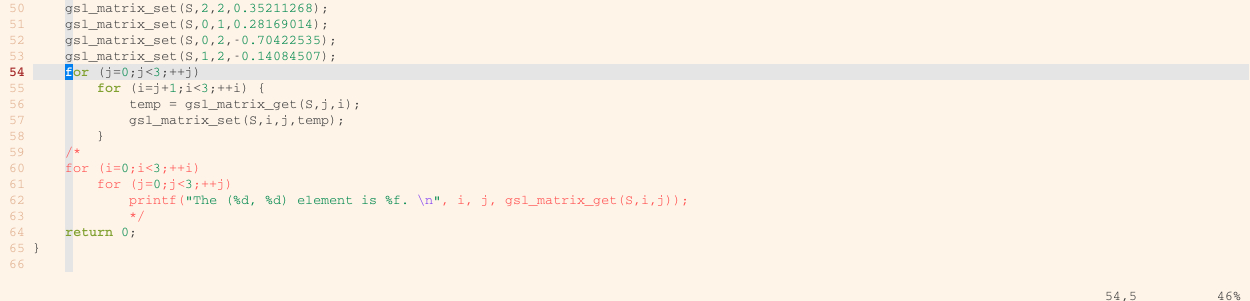 50 gsl_matrix_set(S,2,2,0.35211268);
51 gsl_matrix_set(S,0,1,0.28169014);
52 gsl_matrix_set(S,0,2,-0.70422535);
53 gsl_matrix_set(S,1,2,-0.14084507);
54 for (j=0;j<3;++j)
55 for (i=j+1;i<3;++i) {
56 temp = gsl_matrix_get(S,j,i);
57 gsl_matrix_set(S,i,j,temp);
58 }
59 /*
60 for (i=0;i<3;++i)
61 for (j=0;j<3;++j)
62 printf("The (%d, %d) element is %f. \n", i, j, gsl_matrix_get(S,i,j));
63 */
64 return 0;
65 }
66
54,5 46%